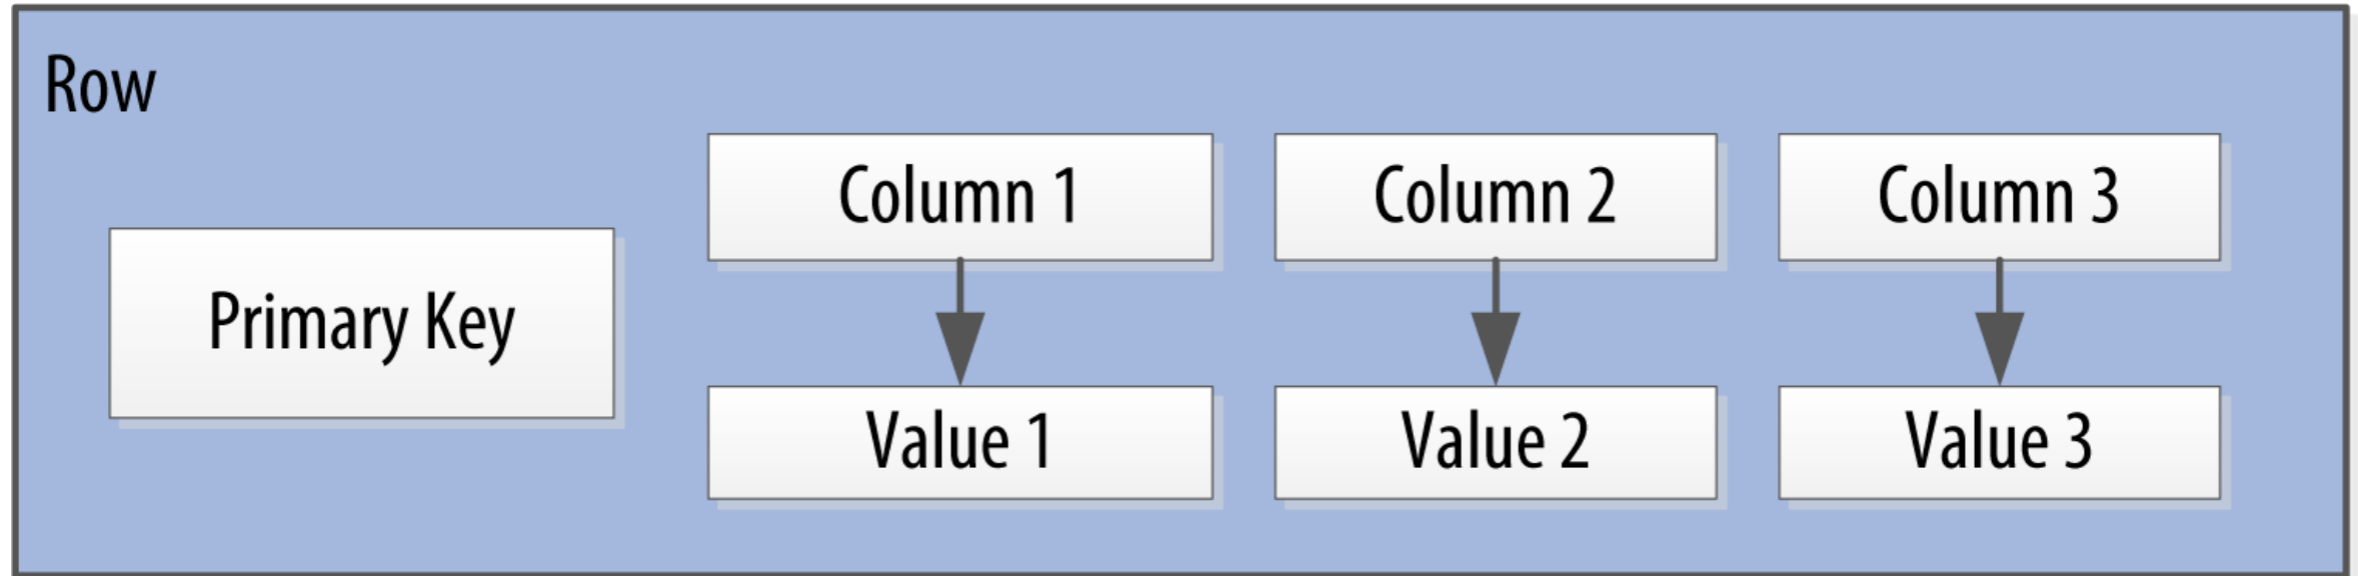 Row
Primary Key
Column 1
Column 2
Column 3
Value 1
Value 2
Value 3